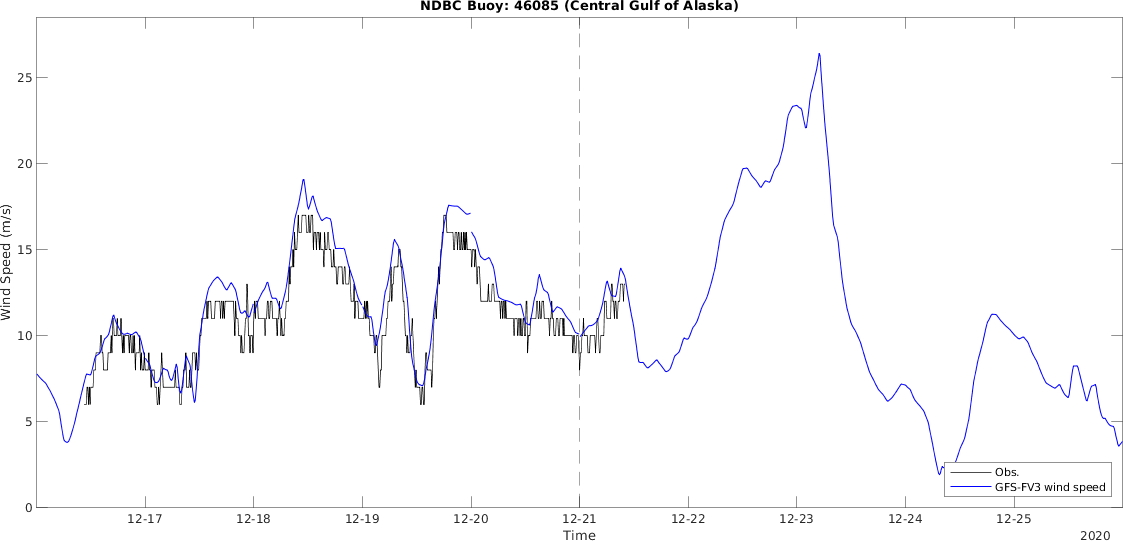 NDBC Buoy: 46085 (Central Gulf of Alaska)
Wind Speed (m/s)
25
20
15
10
5
0
12-17 12-18 12-19 12-20 12-21 12-22 12-23 12-24 12-25
Time
2020
Obs.
GFS-FV3 wind speed